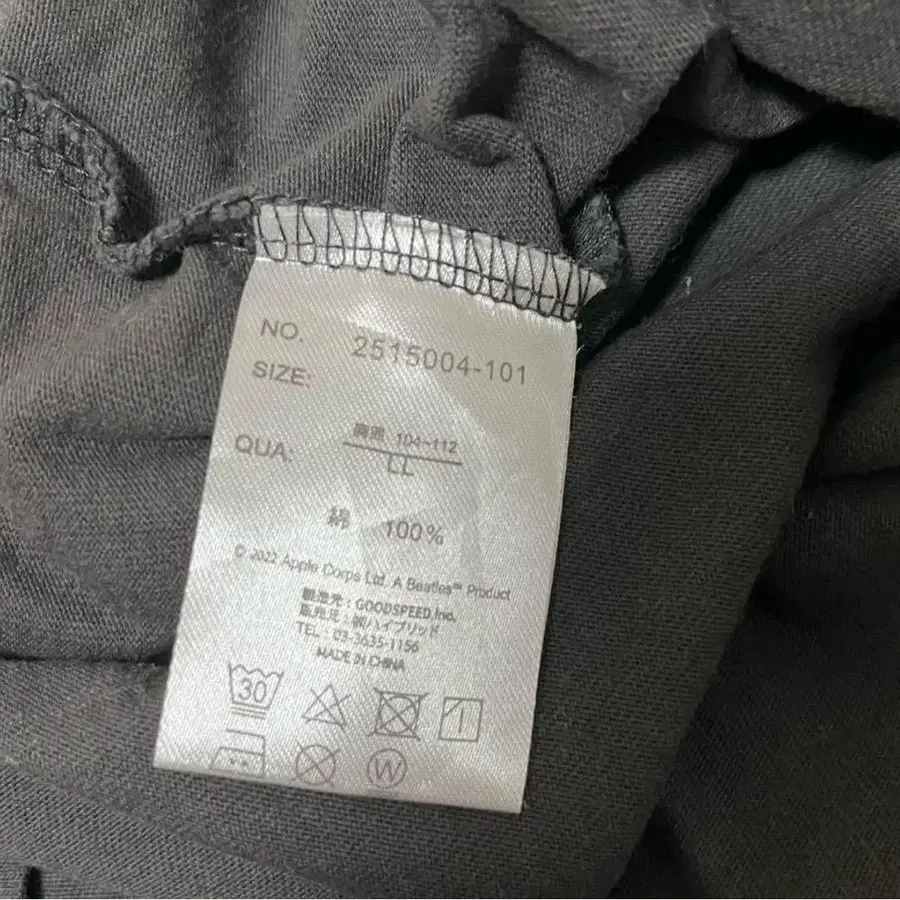 NO. 2515004-101
SIZE:
胸囲 104~112
QUA: LL
綿 100%
© 2022 Apple Corps Ltd. A Beatles™ Product
製造元：GOODSPEED.Inc.
販売元：㈱ハイブリッド
TEL：03-3635-1156
MADE IN CHINA
30
W